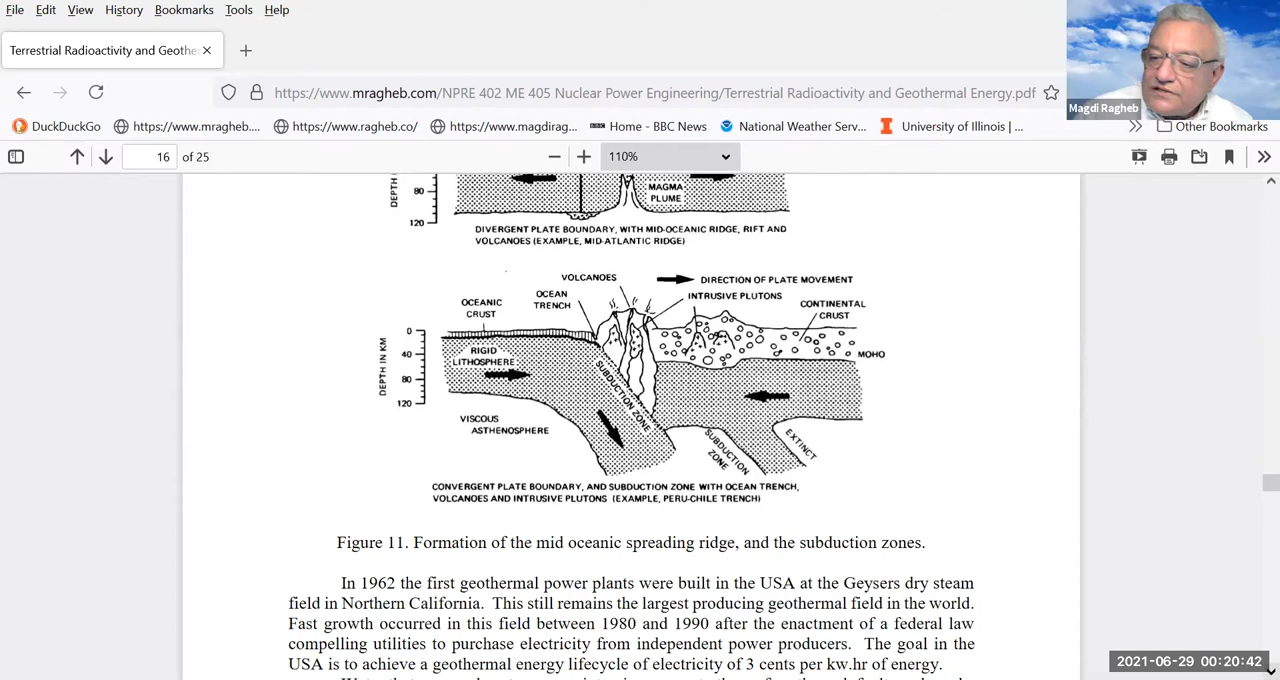 File Edit View History Bookmarks Tools Help
Terrestrial Radioactivity and Geothe
https://www.mragheb.com/NPRE 402 ME 405 Nuclear Power Engineering/Terrestrial Radioactivity and Geothermal Energy.pdf
Magdi Ragheb
DuckDuckGo https://www.mragheb.... https://www.ragheb.co/ https://www.magdirag... BBC Home - BBC News National Weather Serv... University of Illinois | ... Other Bookmarks
16 of 25 110%
DEPTH
80
120
MAGMA
PLUME
DIVERGENT PLATE BOUNDARY, WITH MID-OCEANIC RIDGE, RIFT AND
VOLCANOES (EXAMPLE, MID-ATLANTIC RIDGE)
VOLCANOES
DIRECTION OF PLATE MOVEMENT
OCEAN
TRENCH
INTRUSIVE PLUTONS
OCEANIC
CRUST
CONTINENTAL
CRUST
DEPTH IN KM
0
40
80
120
RIGID
LITHOSPHERE
MOHO
SUBDUCTION ZONE
VISCOUS
ASTHENOSPHERE
SUBDUCTION
ZONE
EXTINCT
CONVERGENT PLATE BOUNDARY, AND SUBDUCTION ZONE WITH OCEAN TRENCH,
VOLCANOES AND INTRUSIVE PLUTONS (EXAMPLE, PERU-CHILE TRENCH)
Figure 11. Formation of the mid oceanic spreading ridge, and the subduction zones.
In 1962 the first geothermal power plants were built in the USA at the Geysers dry steam
field in Northern California. This still remains the largest producing geothermal field in the world.
Fast growth occurred in this field between 1980 and 1990 after the enactment of a federal law
compelling utilities to purchase electricity from independent power producers. The goal in the
USA is to achieve a geothermal energy lifecycle of electricity of 3 cents per kw.hr of energy.
2021-06-29 00:20:42